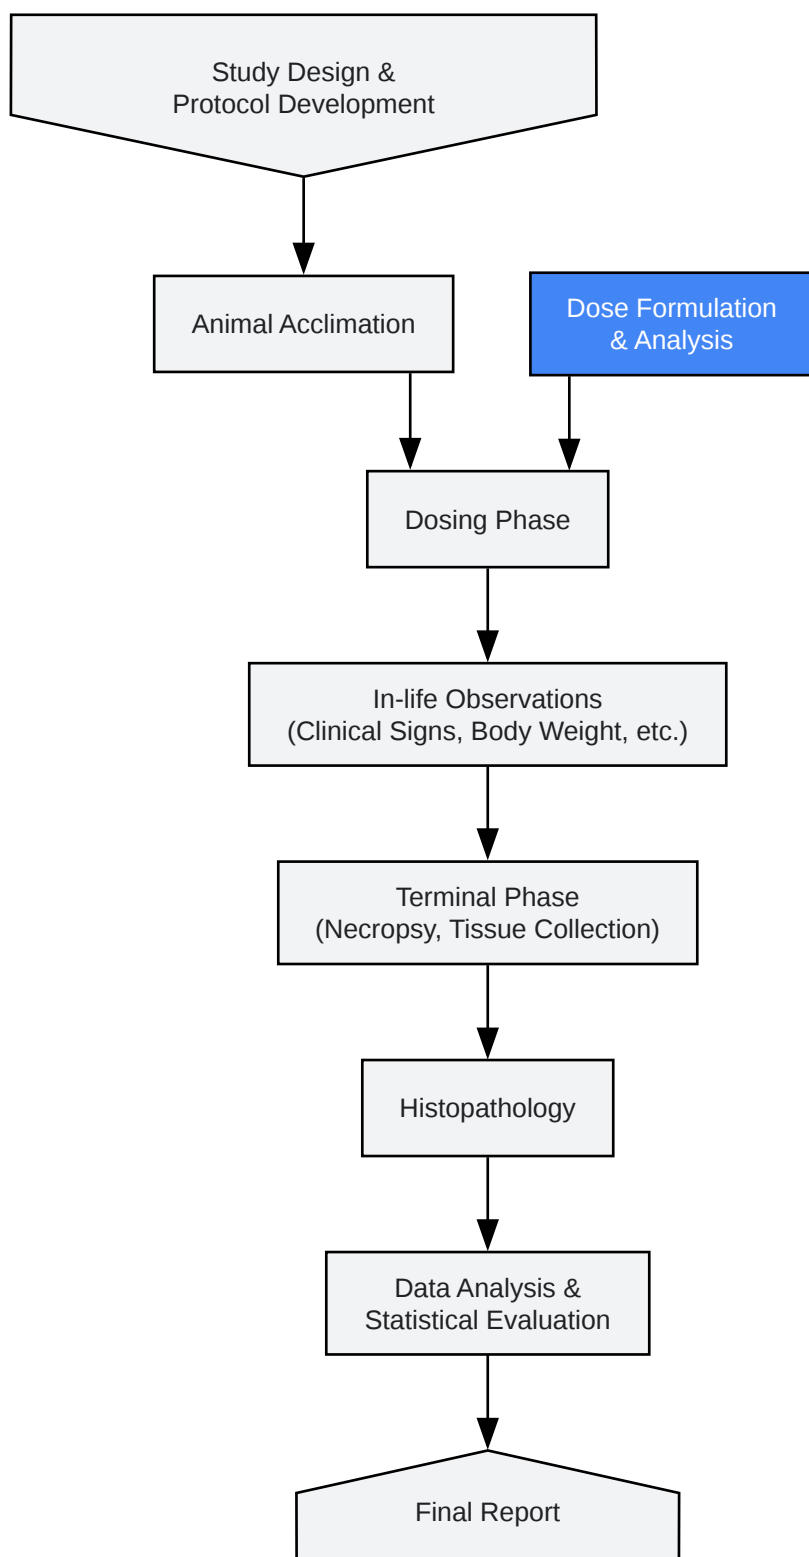 Study Design &
Protocol Development
Animal Acclimation
Dose Formulation
& Analysis
Dosing Phase
In-life Observations
(Clinical Signs, Body Weight, etc.)
Terminal Phase
(Necropsy, Tissue Collection)
Histopathology
Data Analysis &
Statistical Evaluation
Final Report